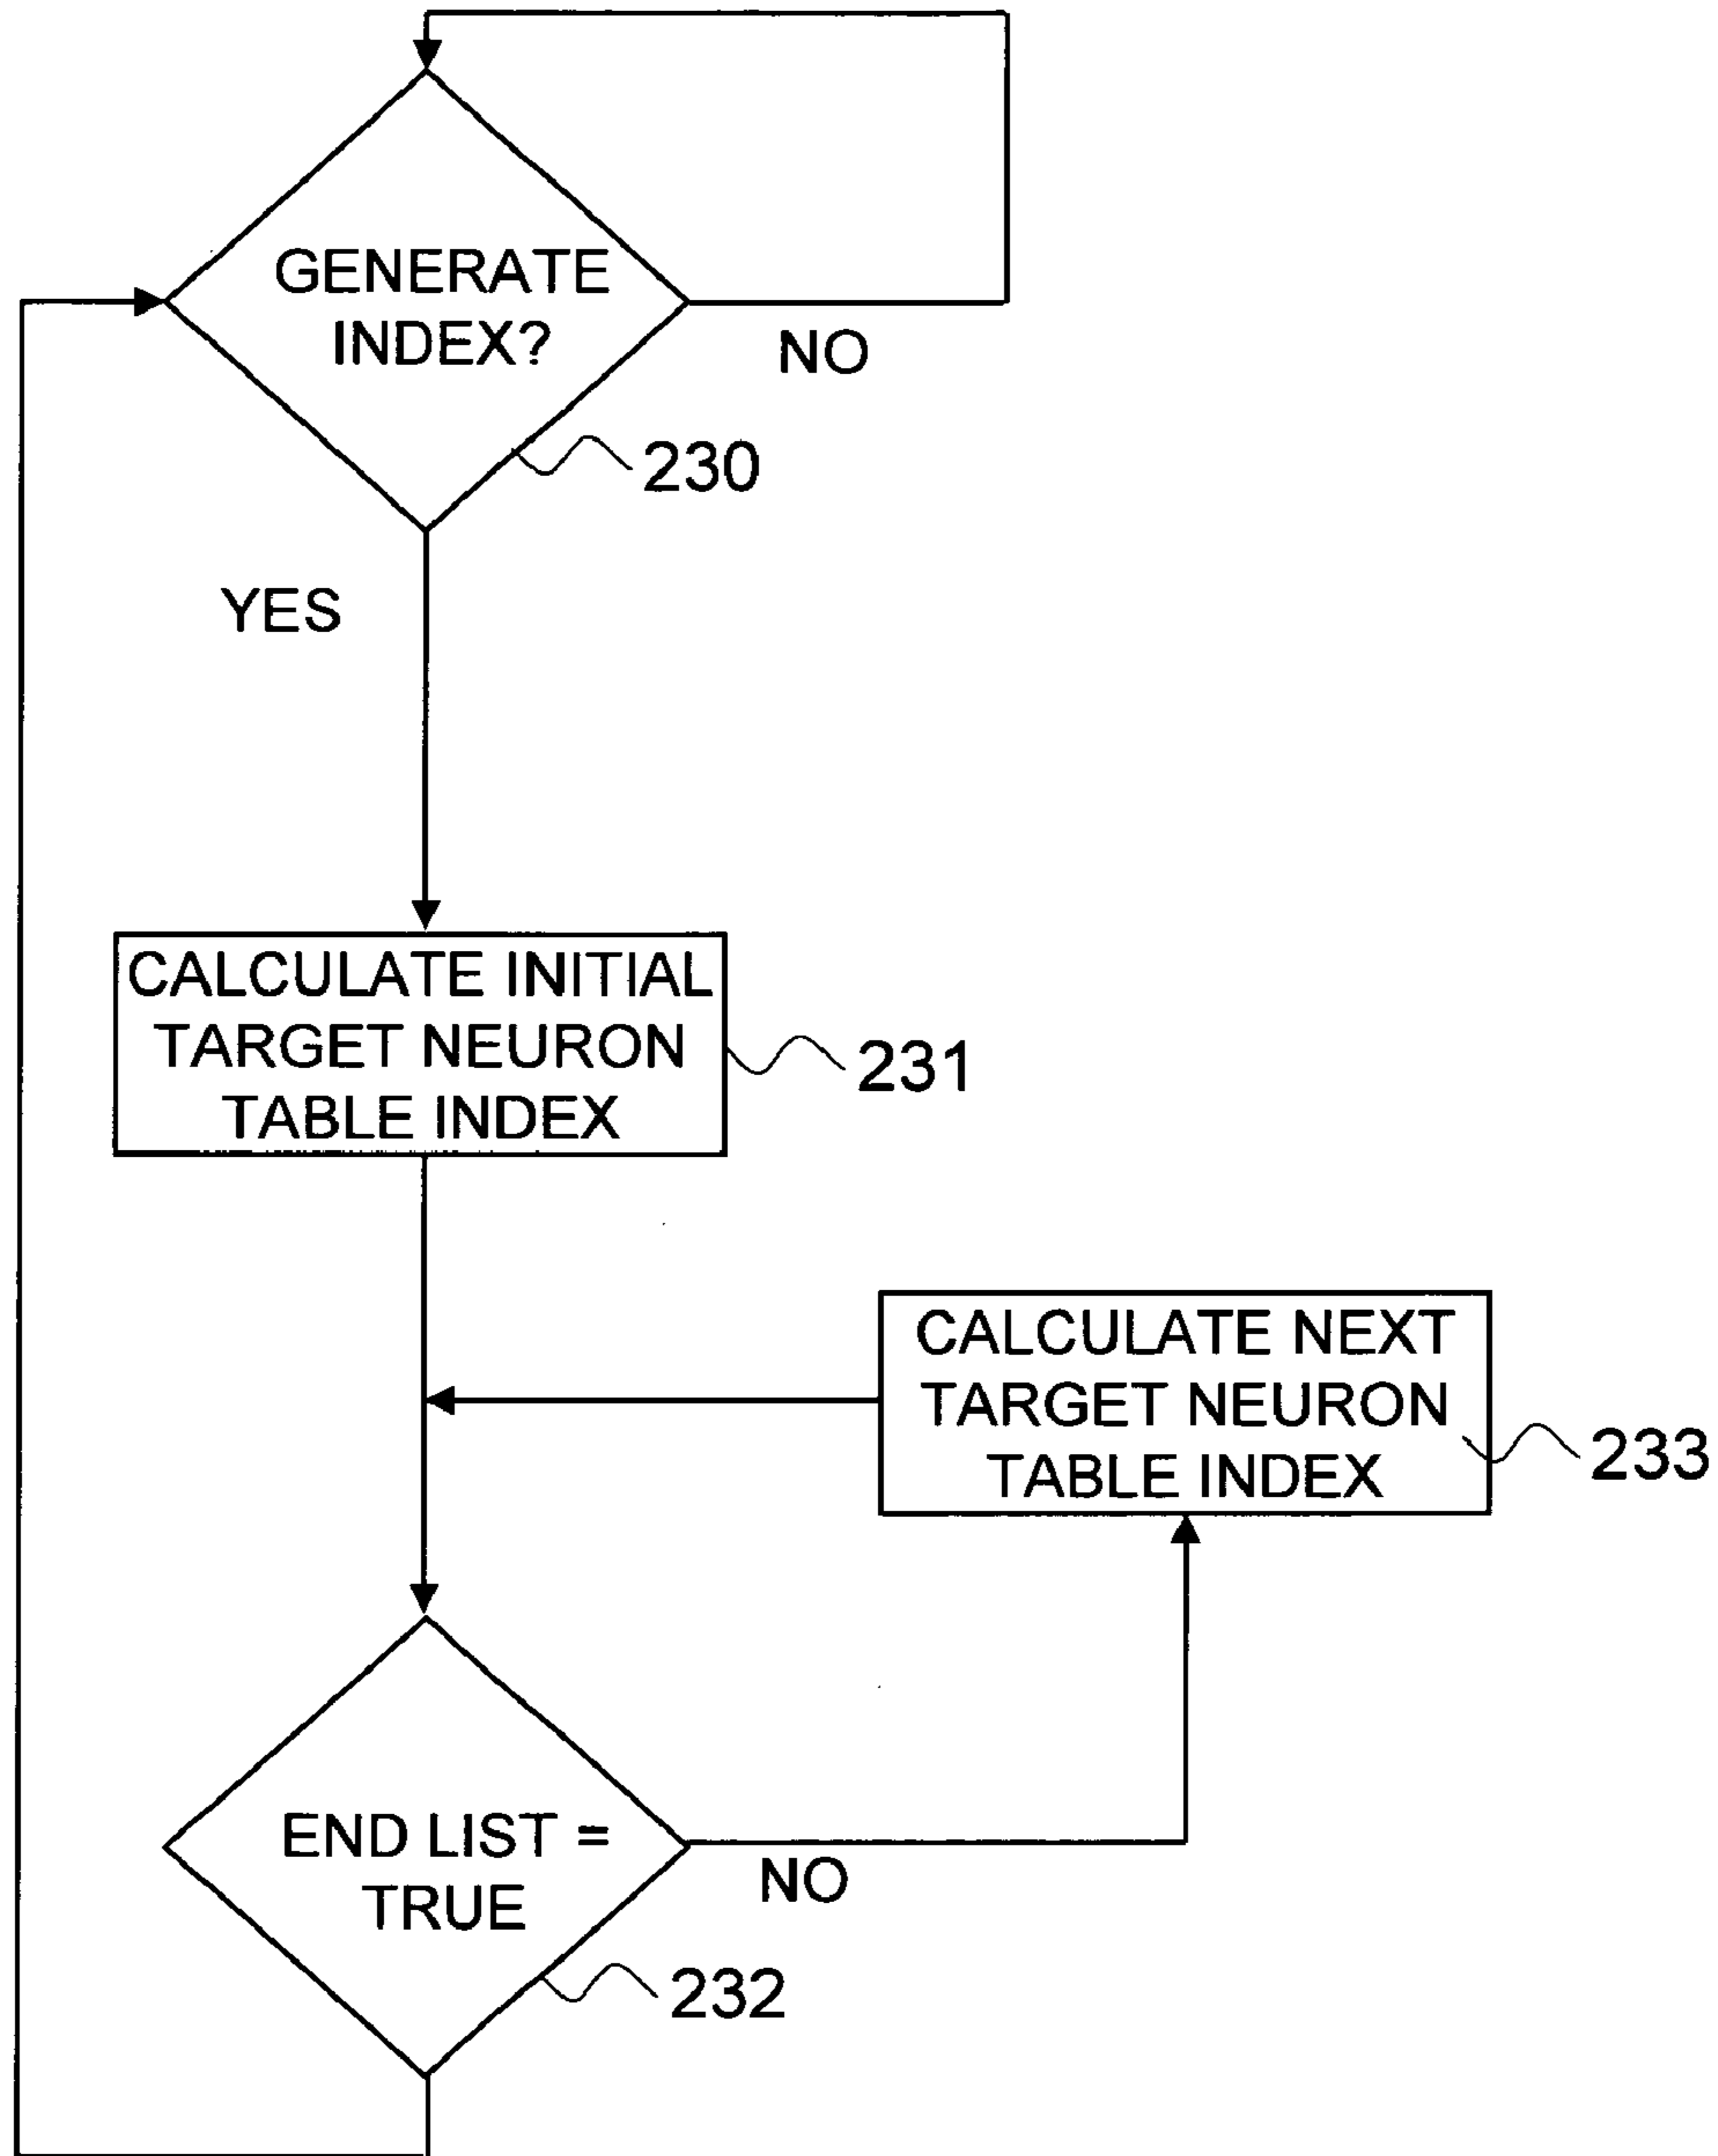 GENERATE
INDEX?
NO
230
YES
CALCULATE INITIAL
TARGET NEURON
TABLE INDEX
231
CALCULATE NEXT
TARGET NEURON
TABLE INDEX
233
END LIST =
TRUE
NO
232